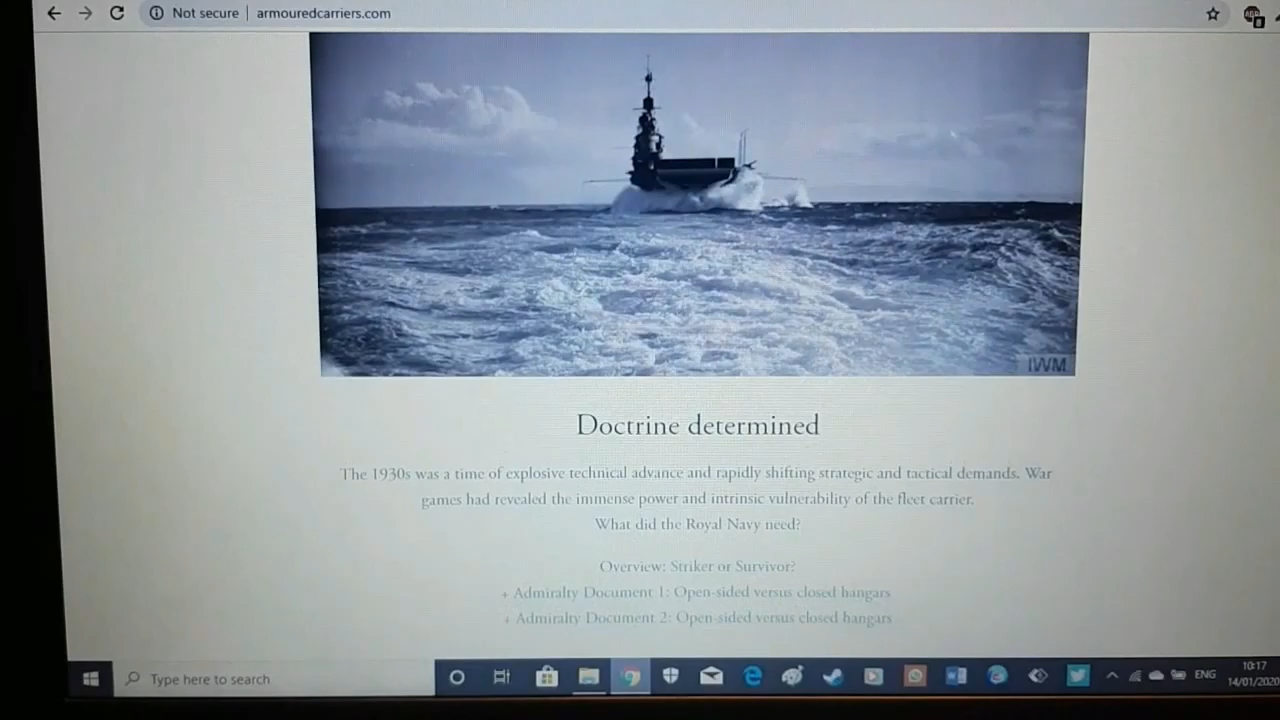 Not secure | armouredcarriers.com
IWM
Doctrine determined
The 1930s was a time of explosive technical advance and rapidly shifting strategic and tactical demands. War
games had revealed the immense power and intrinsic vulnerability of the fleet carrier.
What did the Royal Navy need?
Overview: Striker or Survivor?
+ Admiralty Document 1: Open-sided versus closed hangars
+ Admiralty Document 2: Open-sided versus closed hangars
Type here to search
ENG
10:17
14/01/2020